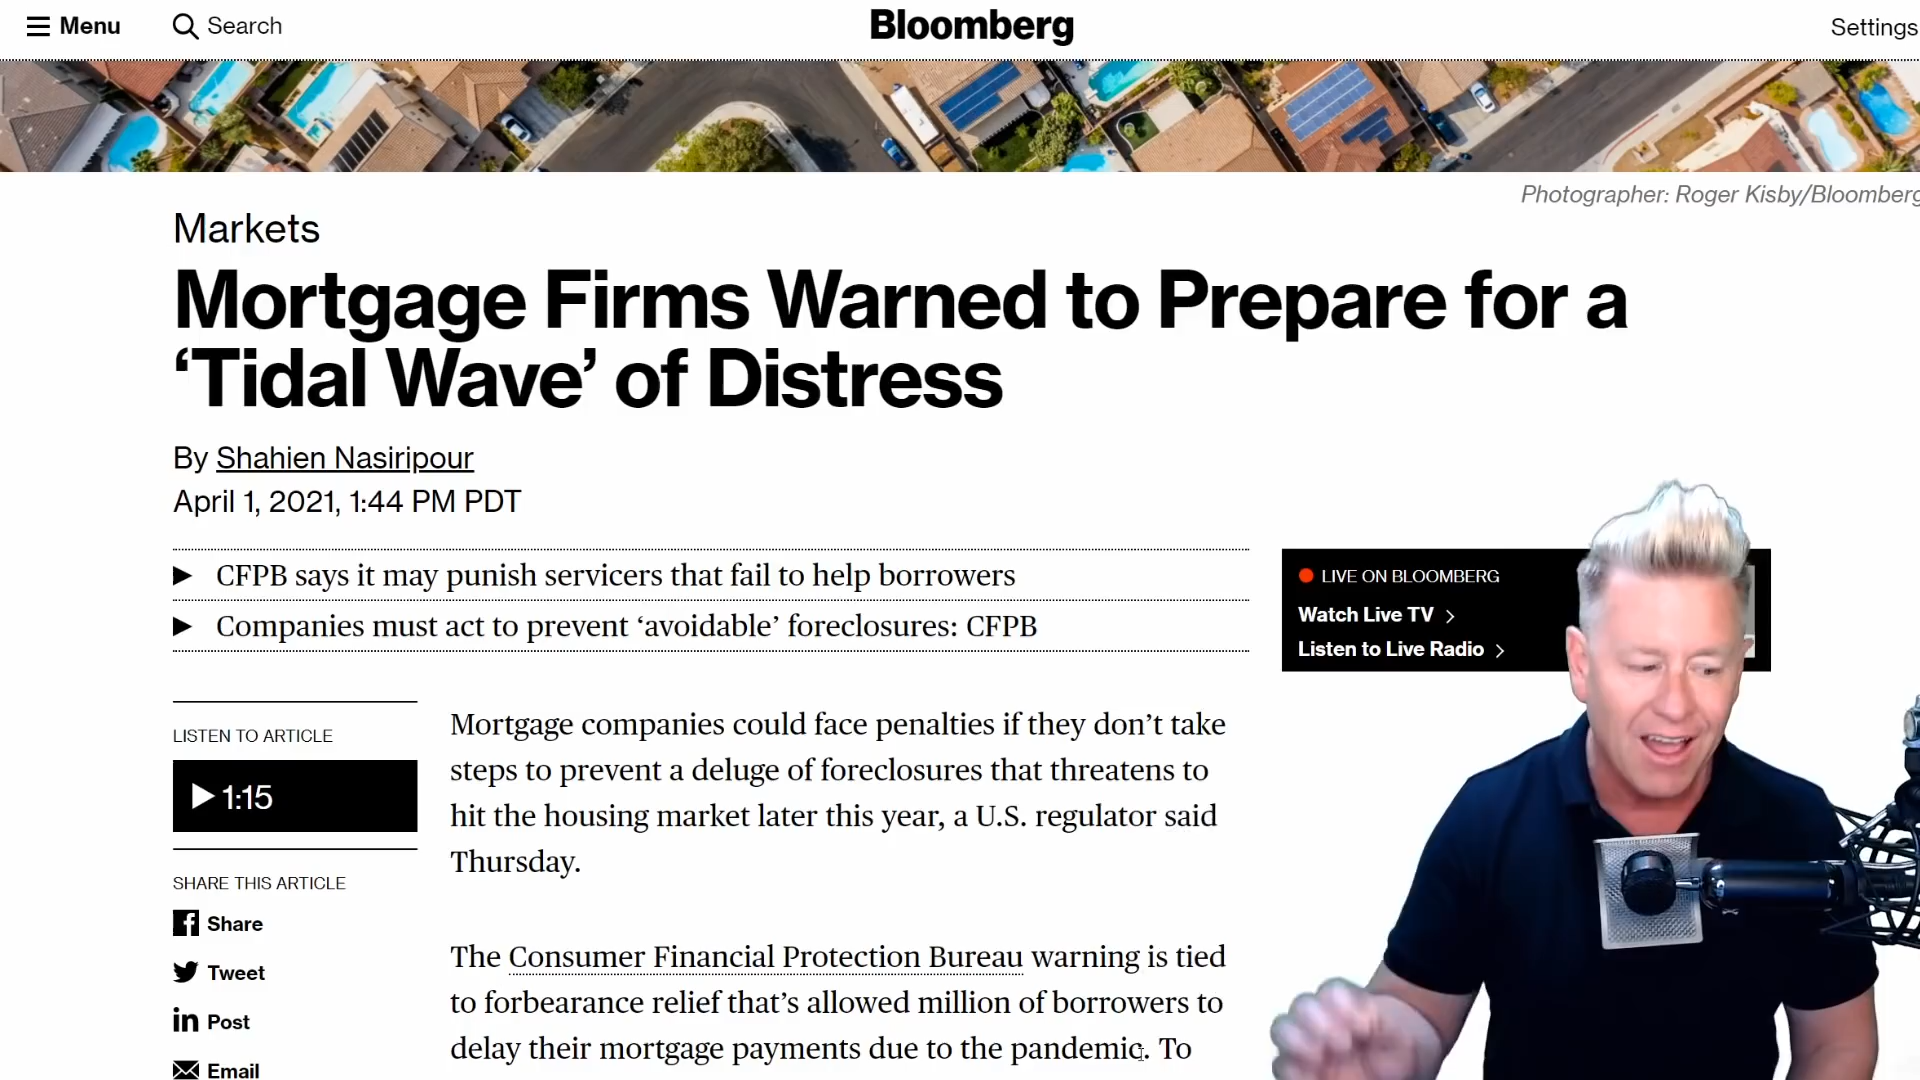 Menu
Search
Bloomberg
Settings
Photographer: Roger Kisby/Bloomberg
Markets
Mortgage Firms Warned to Prepare for a
‘Tidal Wave’ of Distress
By Shahien Nasiripour
April 1, 2021, 1:44 PM PDT
▶ CFPB says it may punish servicers that fail to help borrowers
▶ Companies must act to prevent ‘avoidable’ foreclosures: CFPB
LIVE ON BLOOMBERG
Watch Live TV >
Listen to Live Radio >
LISTEN TO ARTICLE
▶ 1:15
SHARE THIS ARTICLE
Share
Tweet
in Post
Email
Mortgage companies could face penalties if they don’t take
steps to prevent a deluge of foreclosures that threatens to
hit the housing market later this year, a U.S. regulator said
Thursday.
The Consumer Financial Protection Bureau warning is tied
to forbearance relief that’s allowed million of borrowers to
delay their mortgage payments due to the pandemic. To